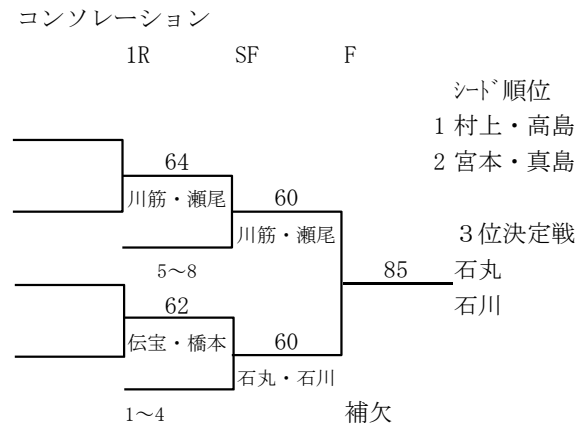 コンソレーション
1R SF F
ｼｰﾄﾞ順位
1 村上・高島
2 宮本・真島
64
川筋・瀬尾
60
川筋・瀬尾
5～8
３位決定戦
85
石丸
石川
62
伝宝・橋本
60
石丸・石川
1～4
補欠